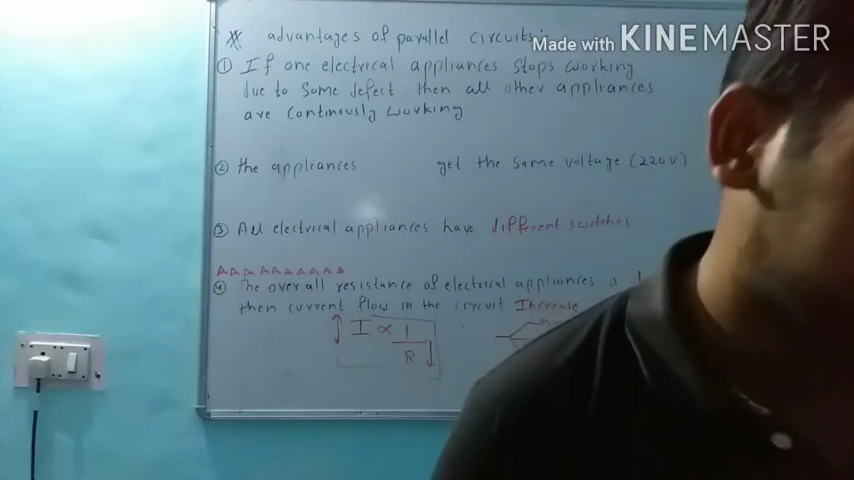 * advantages of parallel circuits:
Made with KINEMASTER
① If one electrical appliances stops working
due to some defect. then all other appliances
are continously working
② the appliances get the same voltage (220V)
③ All electrical appliances have different switches
④ The overall resistance of electrical appliances is
then current flow in the circuit Increase
↑ I ∝ 1/R ↓